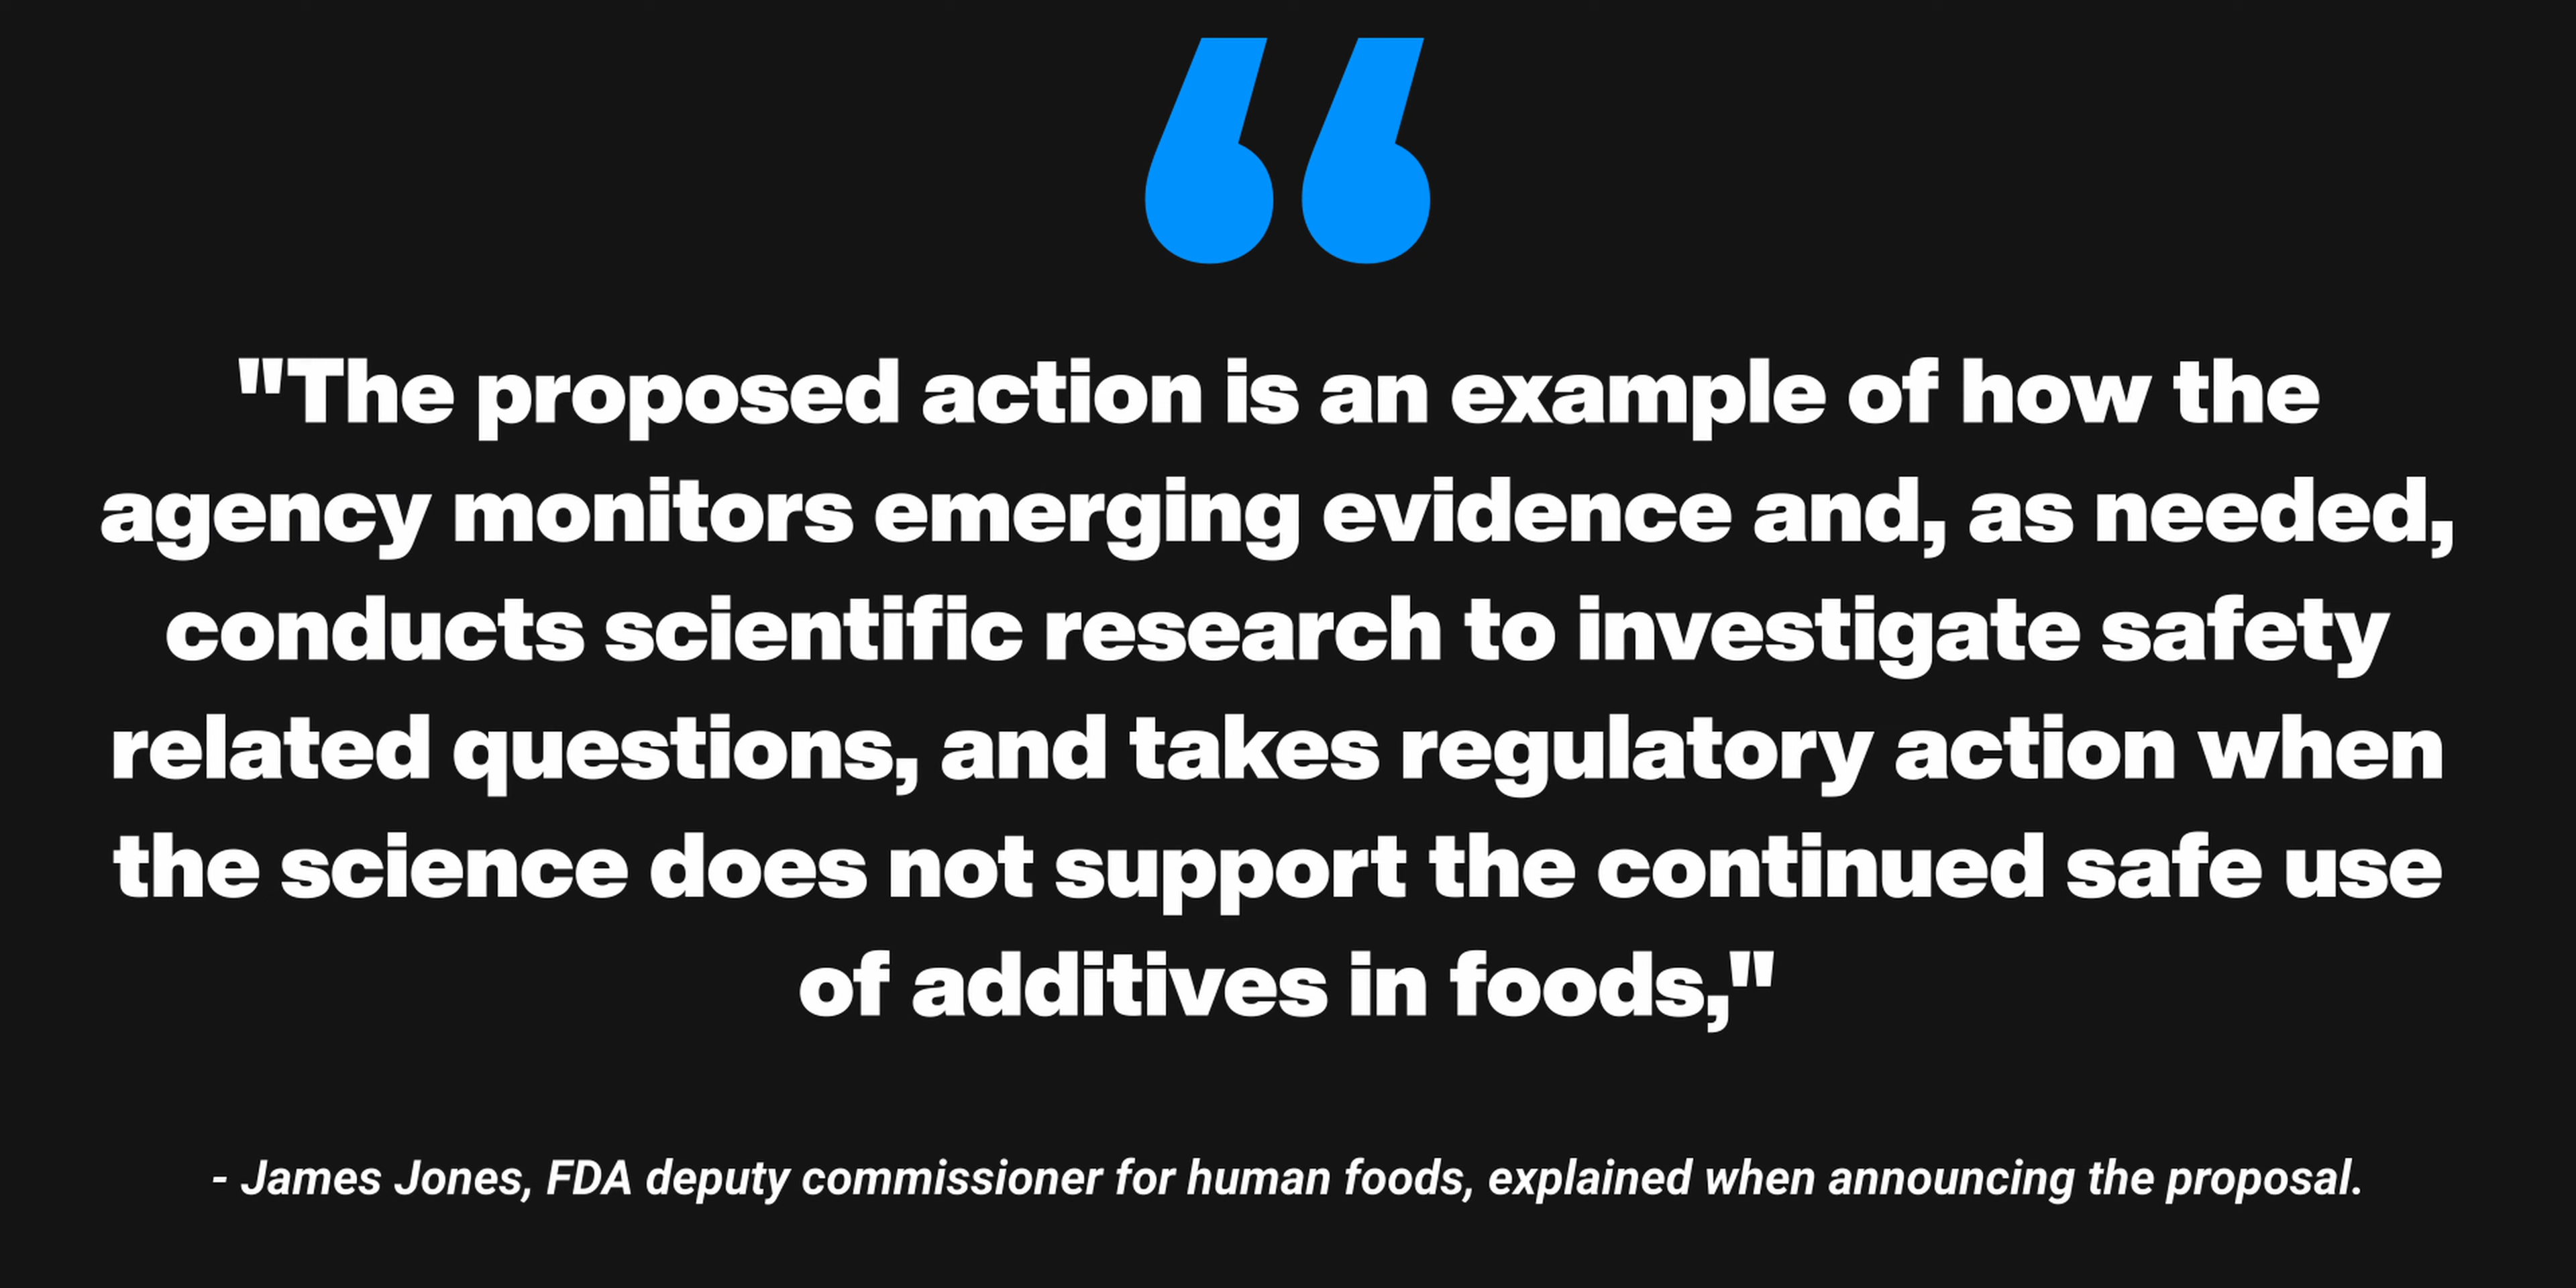 “
"The proposed action is an example of how the
agency monitors emerging evidence and, as needed,
conducts scientific research to investigate safety
related questions, and takes regulatory action when
the science does not support the continued safe use
of additives in foods,"
- James Jones, FDA deputy commissioner for human foods, explained when announcing the proposal.